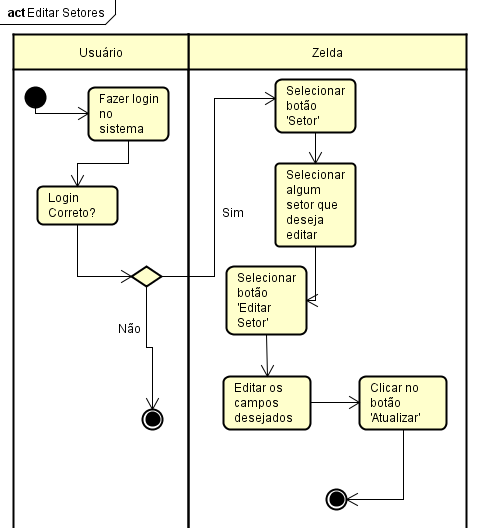 act Editar Setores
Usuário
Zelda
Fazer login
no
sistema
Login
Correto?
Sim
Não
Selecionar
botão
'Setor'
Selecionar
algum
setor que
deseja
editar
Selecionar
botão
'Editar
Setor'
Editar os
campos
desejados
Clicar no
botão
'Atualizar'